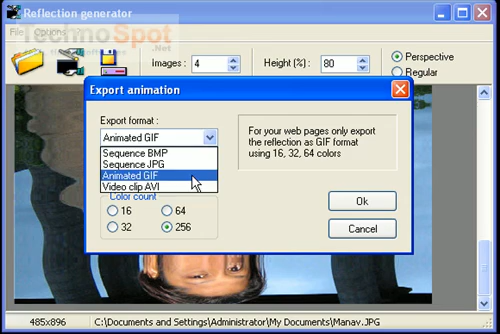 Reflection generator
File Options
TechnoSpot
.Net
Images : 4
Height (%) : 80
Perspective
Regular
Export animation
Export format :
Animated GIF
Sequence BMP
Sequence JPG
Animated GIF
Video clip AVI
For your web pages only export
the reflection as GIF format
using 16, 32, 64 colors
Color count
16 64
32 256
Ok
Cancel
485x896 C:\Documents and Settings\Administrator\My Documents\Manav.JPG